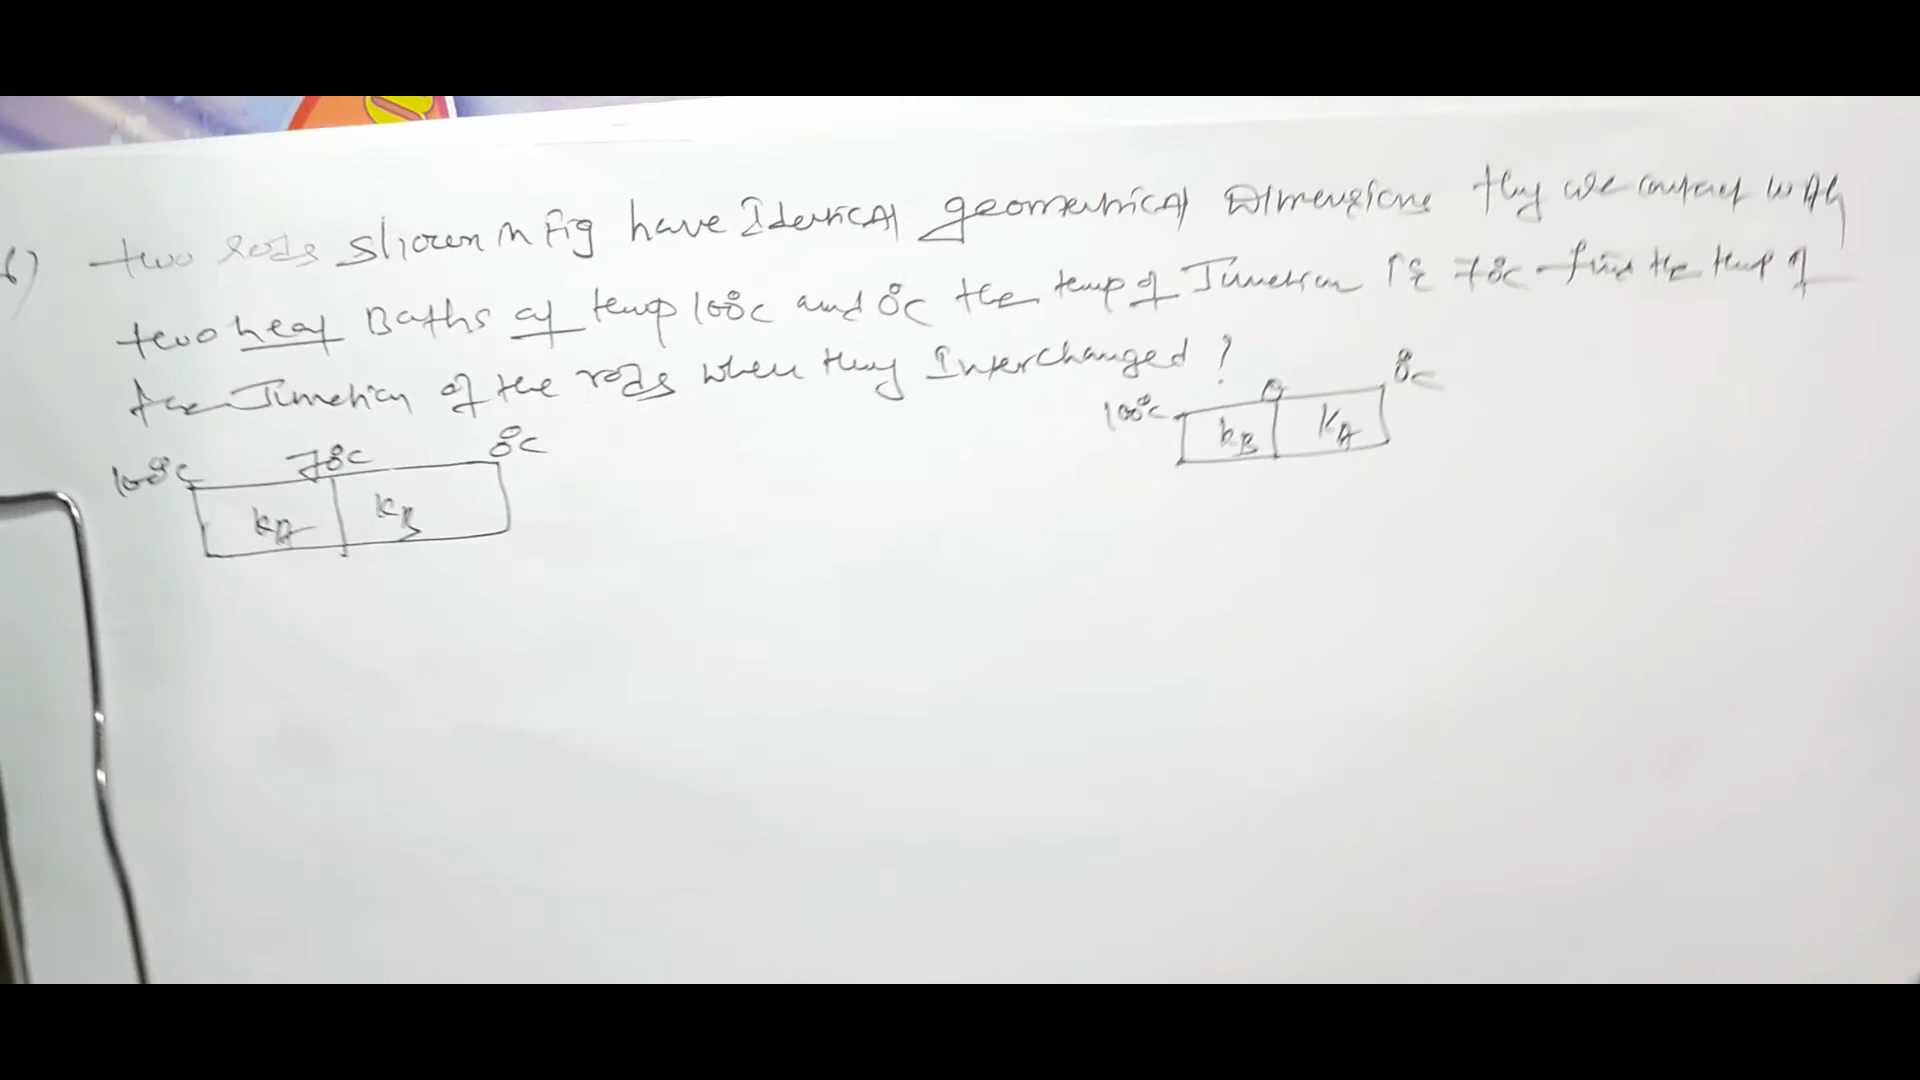 6) two rods shown in fig have Identical geometrical Dimensions they are contact with
two heat Baths at temp 100°C and 0°C the temp of Junction is 70°C find the temp of
the Junction of the rods when they Interchanged ?
100°C θ 0°C
KB KA
100°C 70°C 0°C
KA KB